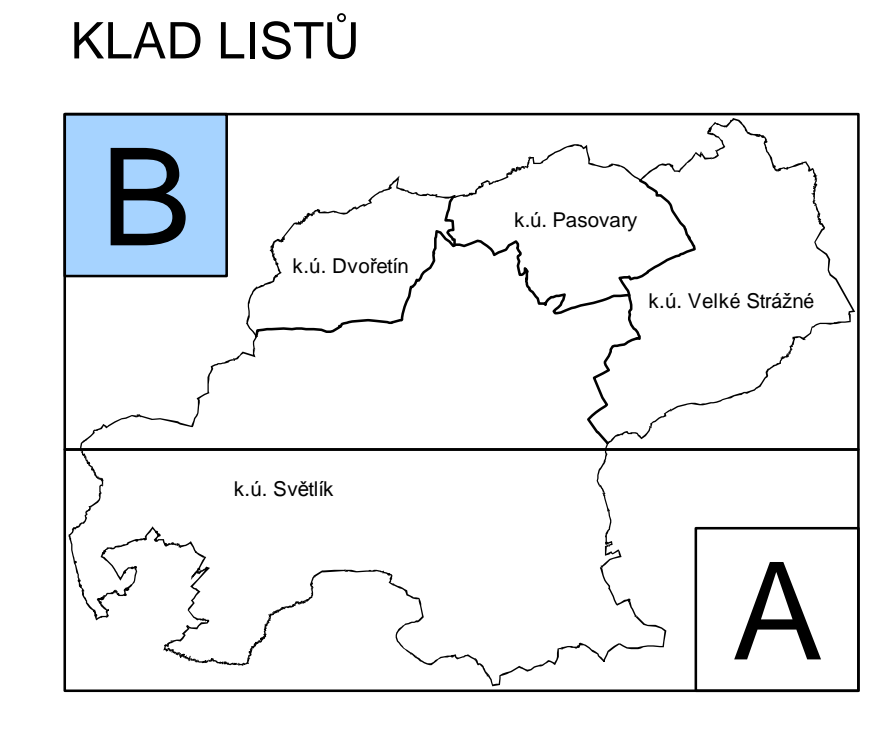 KLAD LISTŮ
B
k.ú. Pasovary
k.ú. Dvořetín
k.ú. Velké Strážné
k.ú. Světlík
A